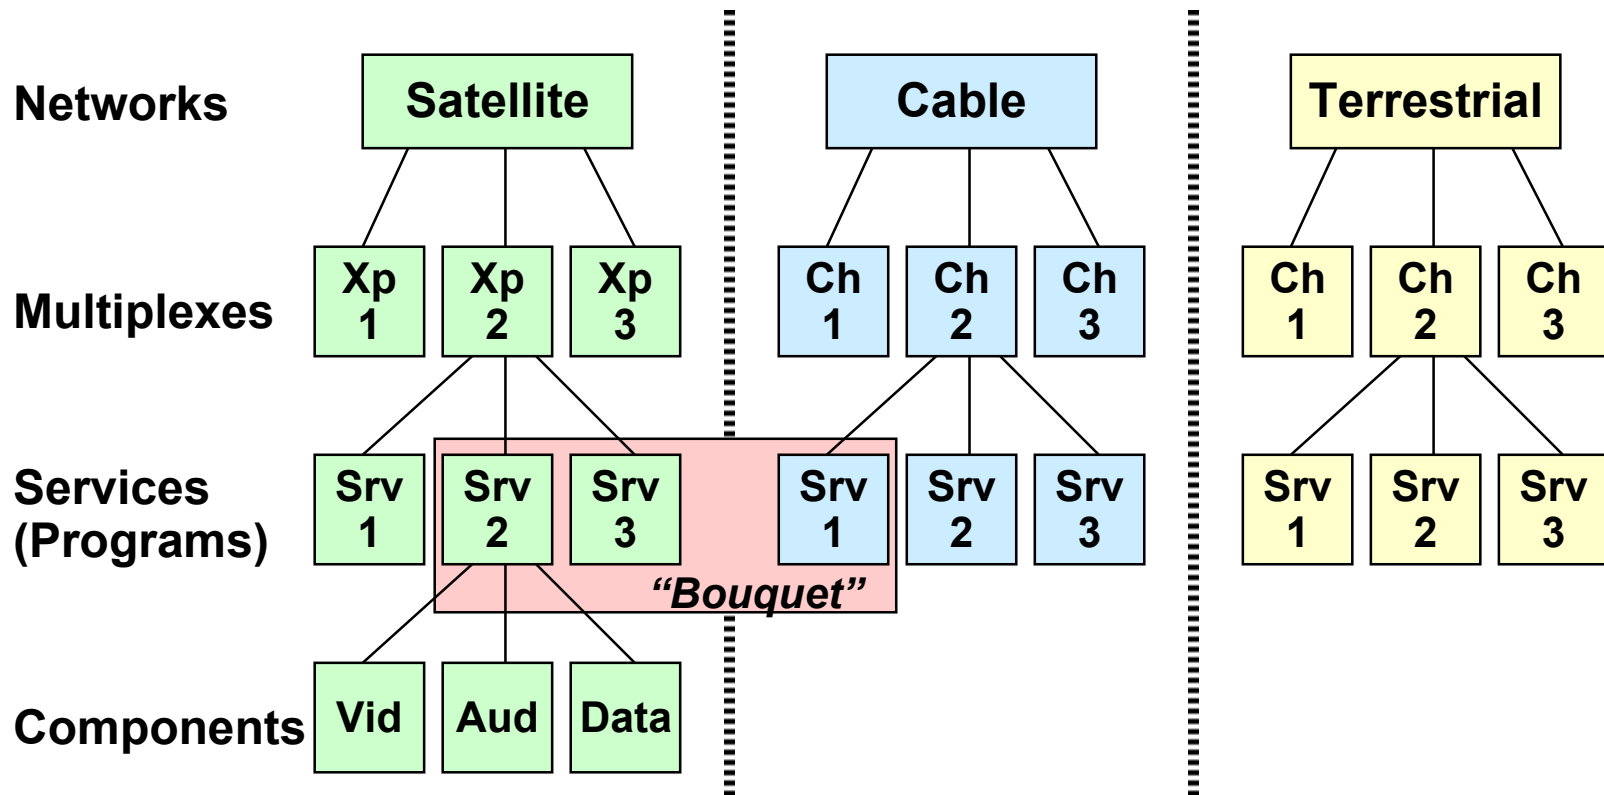 Networks
Satellite
Cable
Terrestrial
Multiplexes
Xp
1
Xp
2
Xp
3
Ch
1
Ch
2
Ch
3
Ch
1
Ch
2
Ch
3
Services
(Programs)
Srv
1
Srv
2
Srv
3
Srv
1
Srv
2
Srv
3
Srv
1
Srv
2
Srv
3
“Bouquet”
Components
Vid
Aud
Data